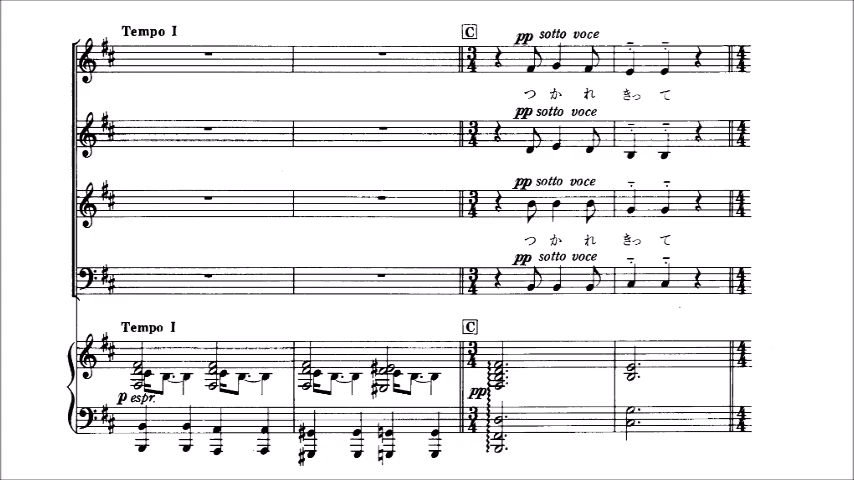 Tempo I
C
pp sotto voce
つ か れ きっ て
pp sotto voce
pp sotto voce
つ か れ きっ て
pp sotto voce
Tempo I
C
p espr.
pp